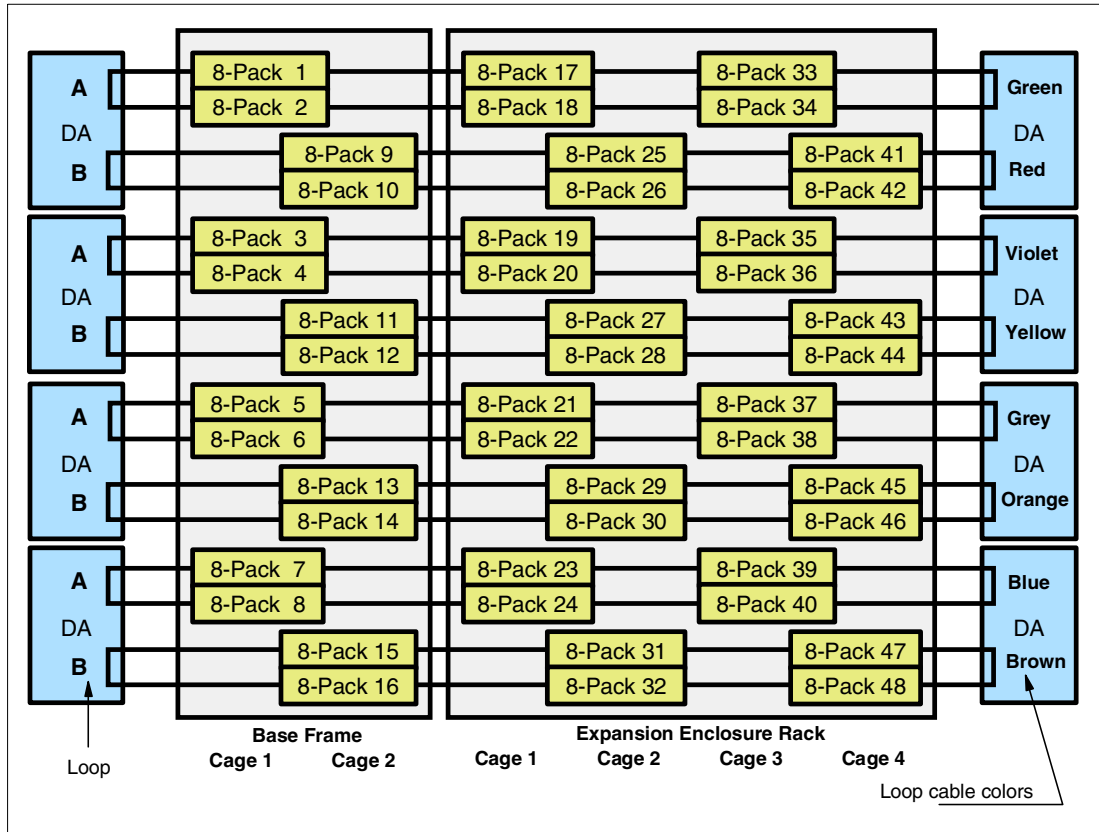 A 8-Pack 1 8-Pack 17 8-Pack 33 Green
8-Pack 2 8-Pack 18 8-Pack 34
DA DA
B 8-Pack 9 8-Pack 25 8-Pack 41 Red
8-Pack 10 8-Pack 26 8-Pack 42
A 8-Pack 3 8-Pack 19 8-Pack 35 Violet
8-Pack 4 8-Pack 20 8-Pack 36
DA DA
B 8-Pack 11 8-Pack 27 8-Pack 43 Yellow
8-Pack 12 8-Pack 28 8-Pack 44
A 8-Pack 5 8-Pack 21 8-Pack 37 Grey
8-Pack 6 8-Pack 22 8-Pack 38
DA DA
B 8-Pack 13 8-Pack 29 8-Pack 45 Orange
8-Pack 14 8-Pack 30 8-Pack 46
A 8-Pack 7 8-Pack 23 8-Pack 39 Blue
8-Pack 8 8-Pack 24 8-Pack 40
DA DA
B 8-Pack 15 8-Pack 31 8-Pack 47 Brown
8-Pack 16 8-Pack 32 8-Pack 48
Base Frame Expansion Enclosure Rack
Cage 1 Cage 2 Cage 1 Cage 2 Cage 3 Cage 4
Loop
Loop cable colors